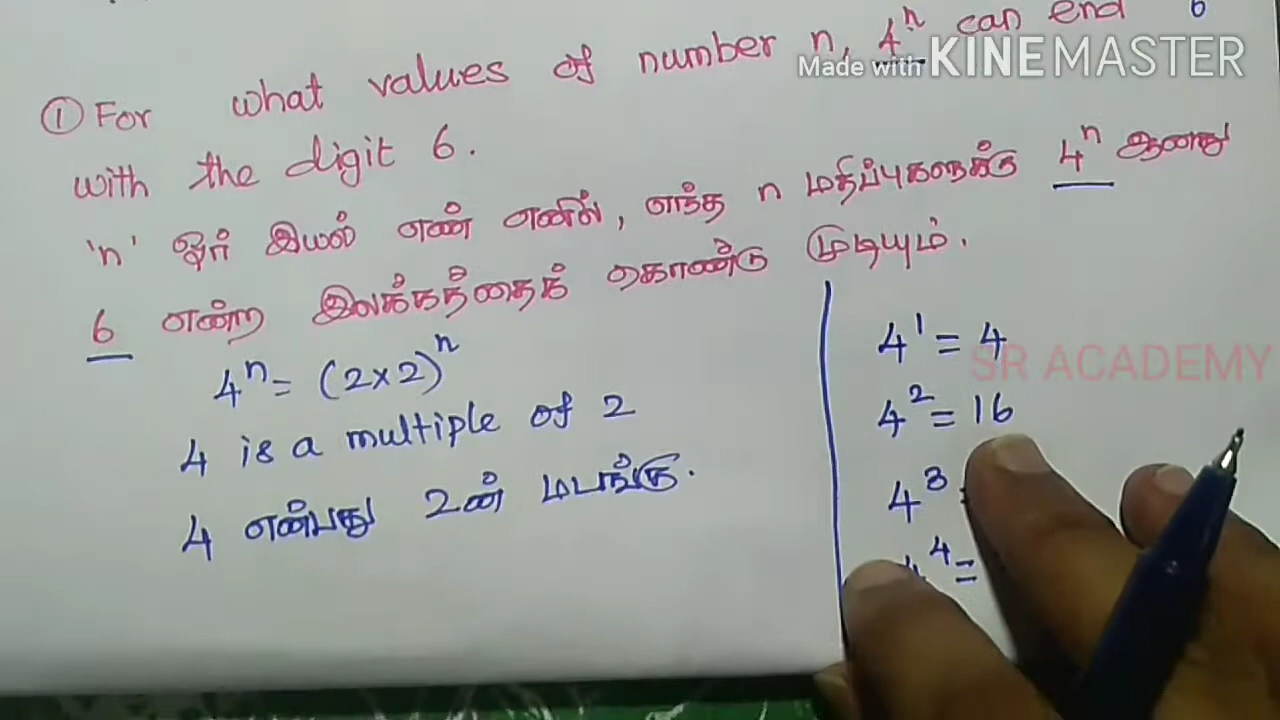 ① For what values of number n, 4ⁿ can end 6
Made with KINEMASTER
with the digit 6.
'n' ஓர் இயல் எண் எனில், எந்த n மதிப்புகளுக்கு 4ⁿ ஆனது
6 என்ற இலக்கத்தைக் கொண்டு முடியும்.
4ⁿ = (2×2)ⁿ
4 is a multiple of 2
4 என்பது 2ன் மடங்கு.
4¹ = 4
SR ACADEMY
4² = 16
4³ =
4⁴ =